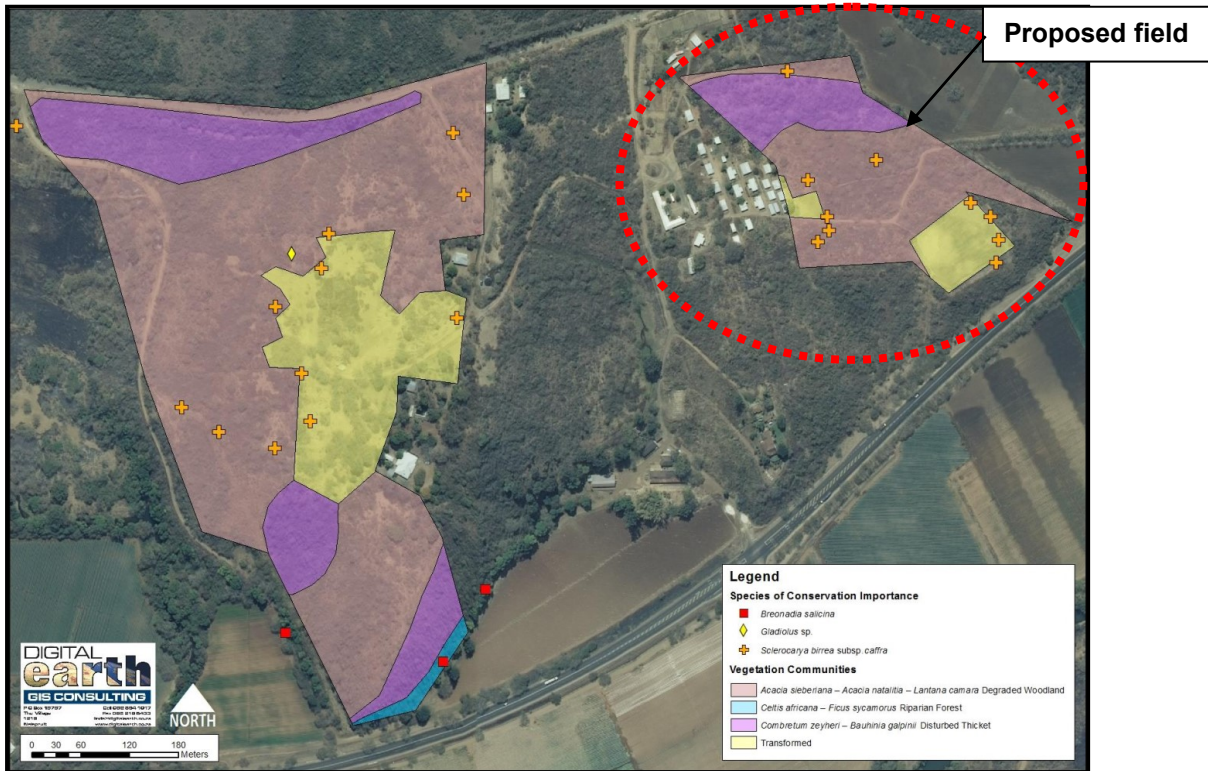 Proposed field
Legend
Species of Conservation Importance
Breonadia salicina
Gladiolus sp.
Sclerocarya birrea subsp.caffra
Vegetation Communities
Acacia sieberiana – Acacia natalitia – Lantana camara Degraded Woodland
Celtis africana – Ficus sycamorus Riparian Forest
Combretum zeyheri – Bauhinia galpinii Disturbed Thicket
Transformed
DIGITAL
earth
GIS CONSULTING
NORTH
0 30 60 120 180
Meters